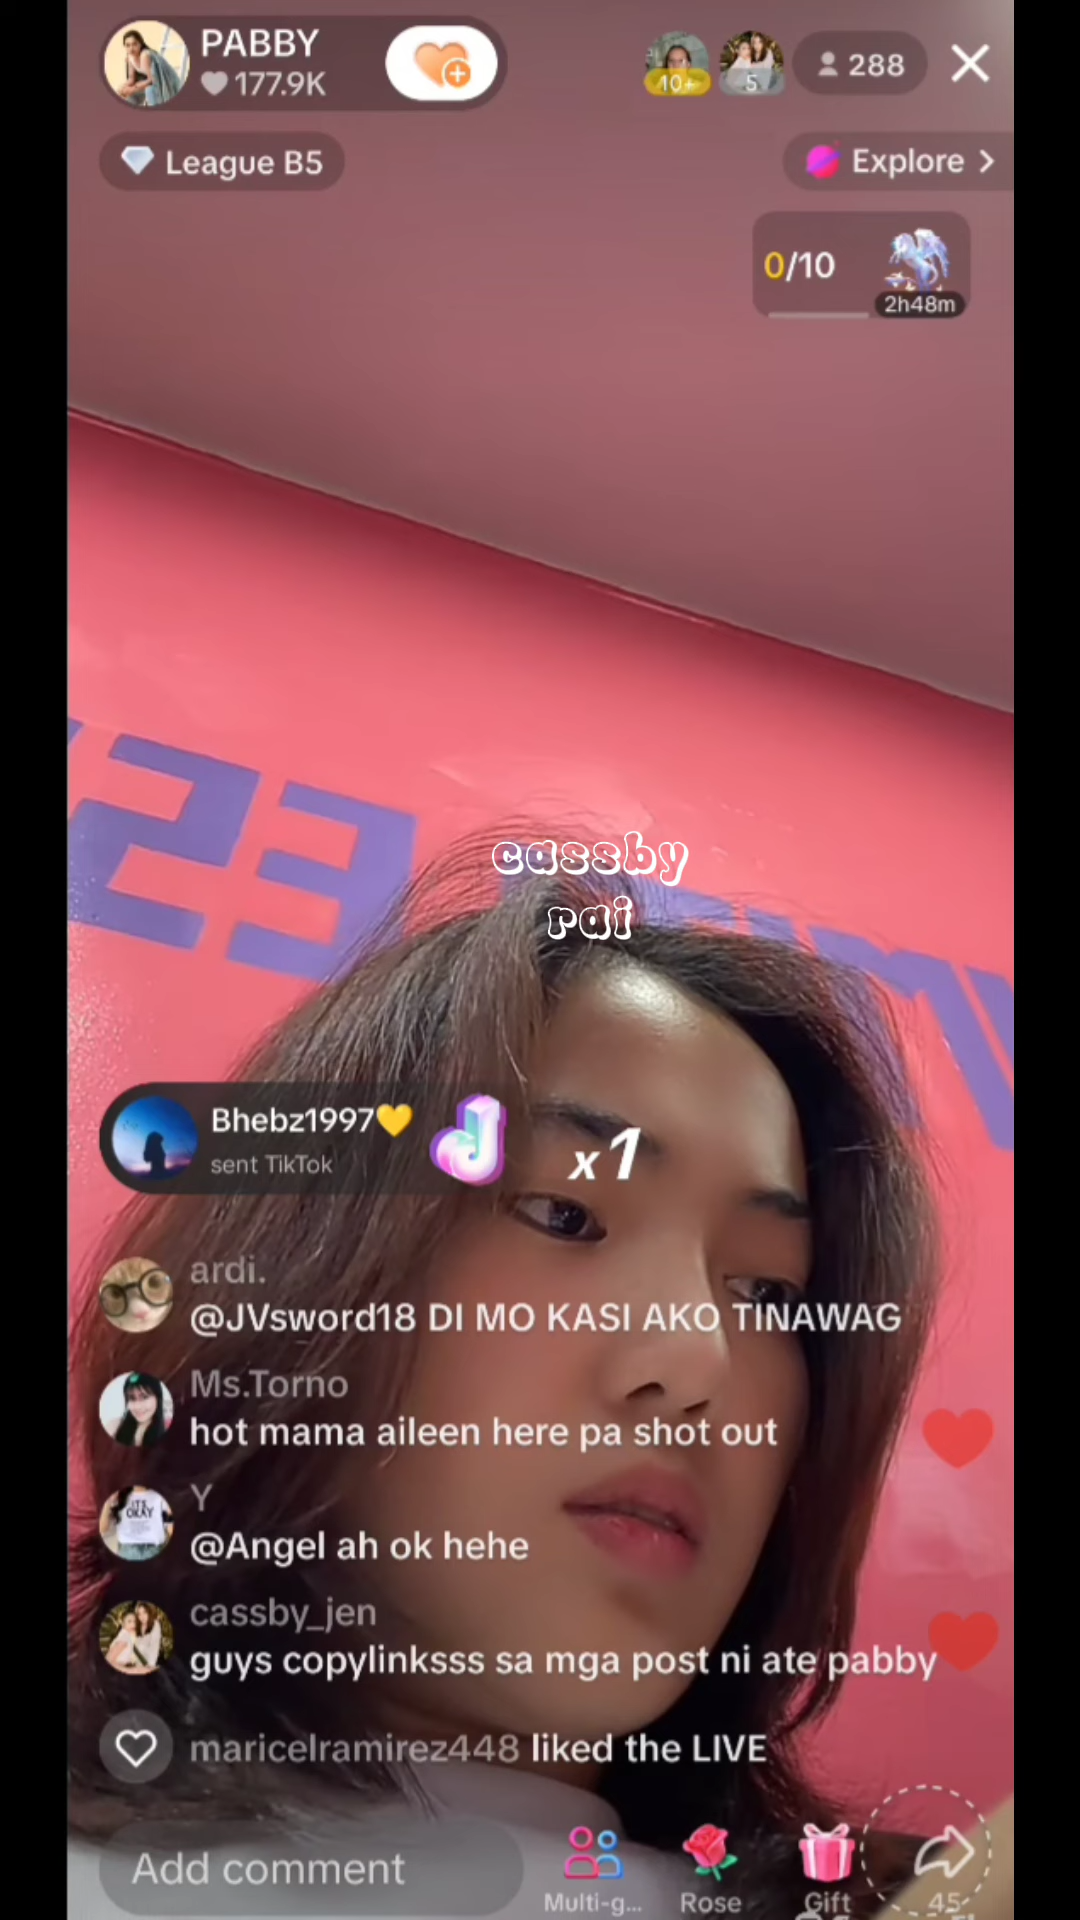 PABBY
177.9K
10+
5
288
League B5
Explore
0/10
2h48m
23
cassby
rai
Bhebz1997💛
sent TikTok
x1
ardi.
@JVsword18 DI MO KASI AKO TINAWAG
Ms.Torno
hot mama aileen here pa shot out
IT'S
OKAY
Y
@Angel ah ok hehe
cassby_jen
guys copylinksss sa mga post ni ate pabby
maricelramirez448 liked the LIVE
Add comment
Multi-g...
Rose
Gift
45